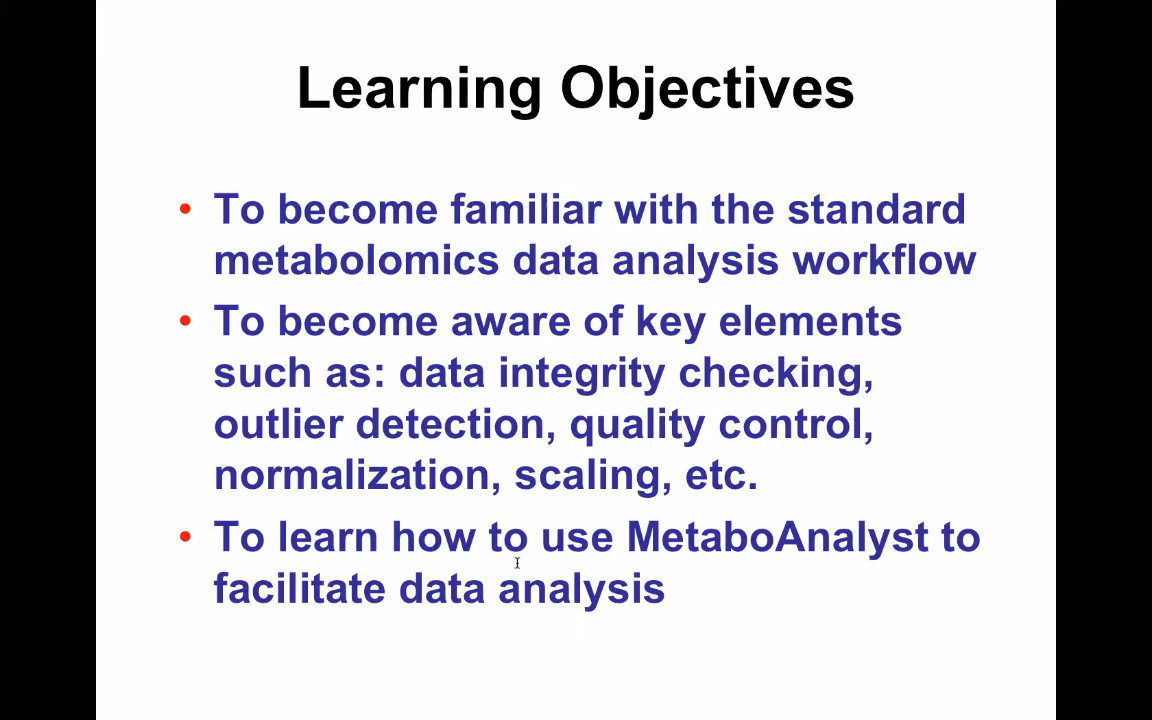 Learning Objectives
• To become familiar with the standard
metabolomics data analysis workflow
• To become aware of key elements
such as: data integrity checking,
outlier detection, quality control,
normalization, scaling, etc.
• To learn how to use MetaboAnalyst to
facilitate data analysis